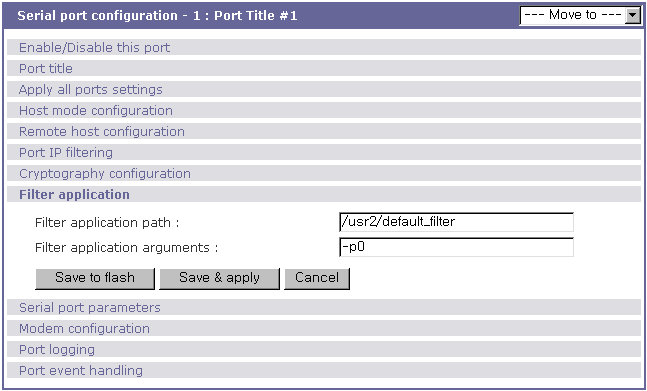 Serial port configuration - 1 : Port Title #1 --- Move to ---
Enable/Disable this port
Port title
Apply all ports settings
Host mode configuration
Remote host configuration
Port IP filtering
Cryptography configuration
Filter application
Filter application path : /usr2/default_filter
Filter application arguments : -p0
Save to flash Save & apply Cancel
Serial port parameters
Modem configuration
Port logging
Port event handling